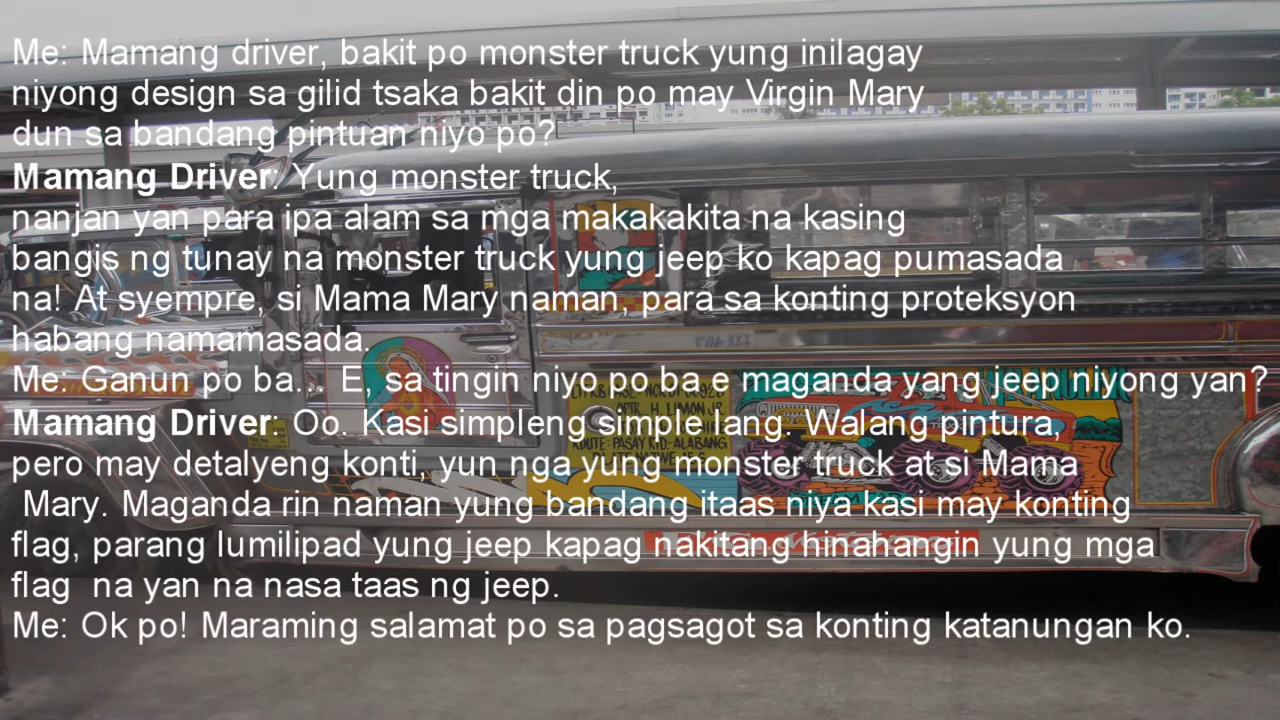 Me: Mamang driver, bakit po monster truck yung inilagay
niyong design sa gilid tsaka bakit din po may Virgin Mary
dun sa bandang pintuan niyo po?
Mamang Driver: Yung monster truck,
nanjan yan para ipa alam sa mga makakakita na kasing
bangis ng tunay na monster truck yung jeep ko kapag pumasada
na! At syempre, si Mama Mary naman, para sa konting proteksyon
habang namamasada.
Me: Ganun po ba... E, sa tingin niyo po ba e maganda yang jeep niyong yan?
Mamang Driver: Oo. Kasi simpleng simple lang. Walang pintura,
pero may detalyeng konti, yun nga yung monster truck at si Mama
Mary. Maganda rin naman yung bandang itaas niya kasi may konting
flag, parang lumilipad yung jeep kapag nakitang hinahangin yung mga
flag na yan na nasa taas ng jeep.
Me: Ok po! Maraming salamat po sa pagsagot sa konting katanungan ko.
OPTR. H. LIMON JR.
ROUTE: PASAY RTD. ALABANG